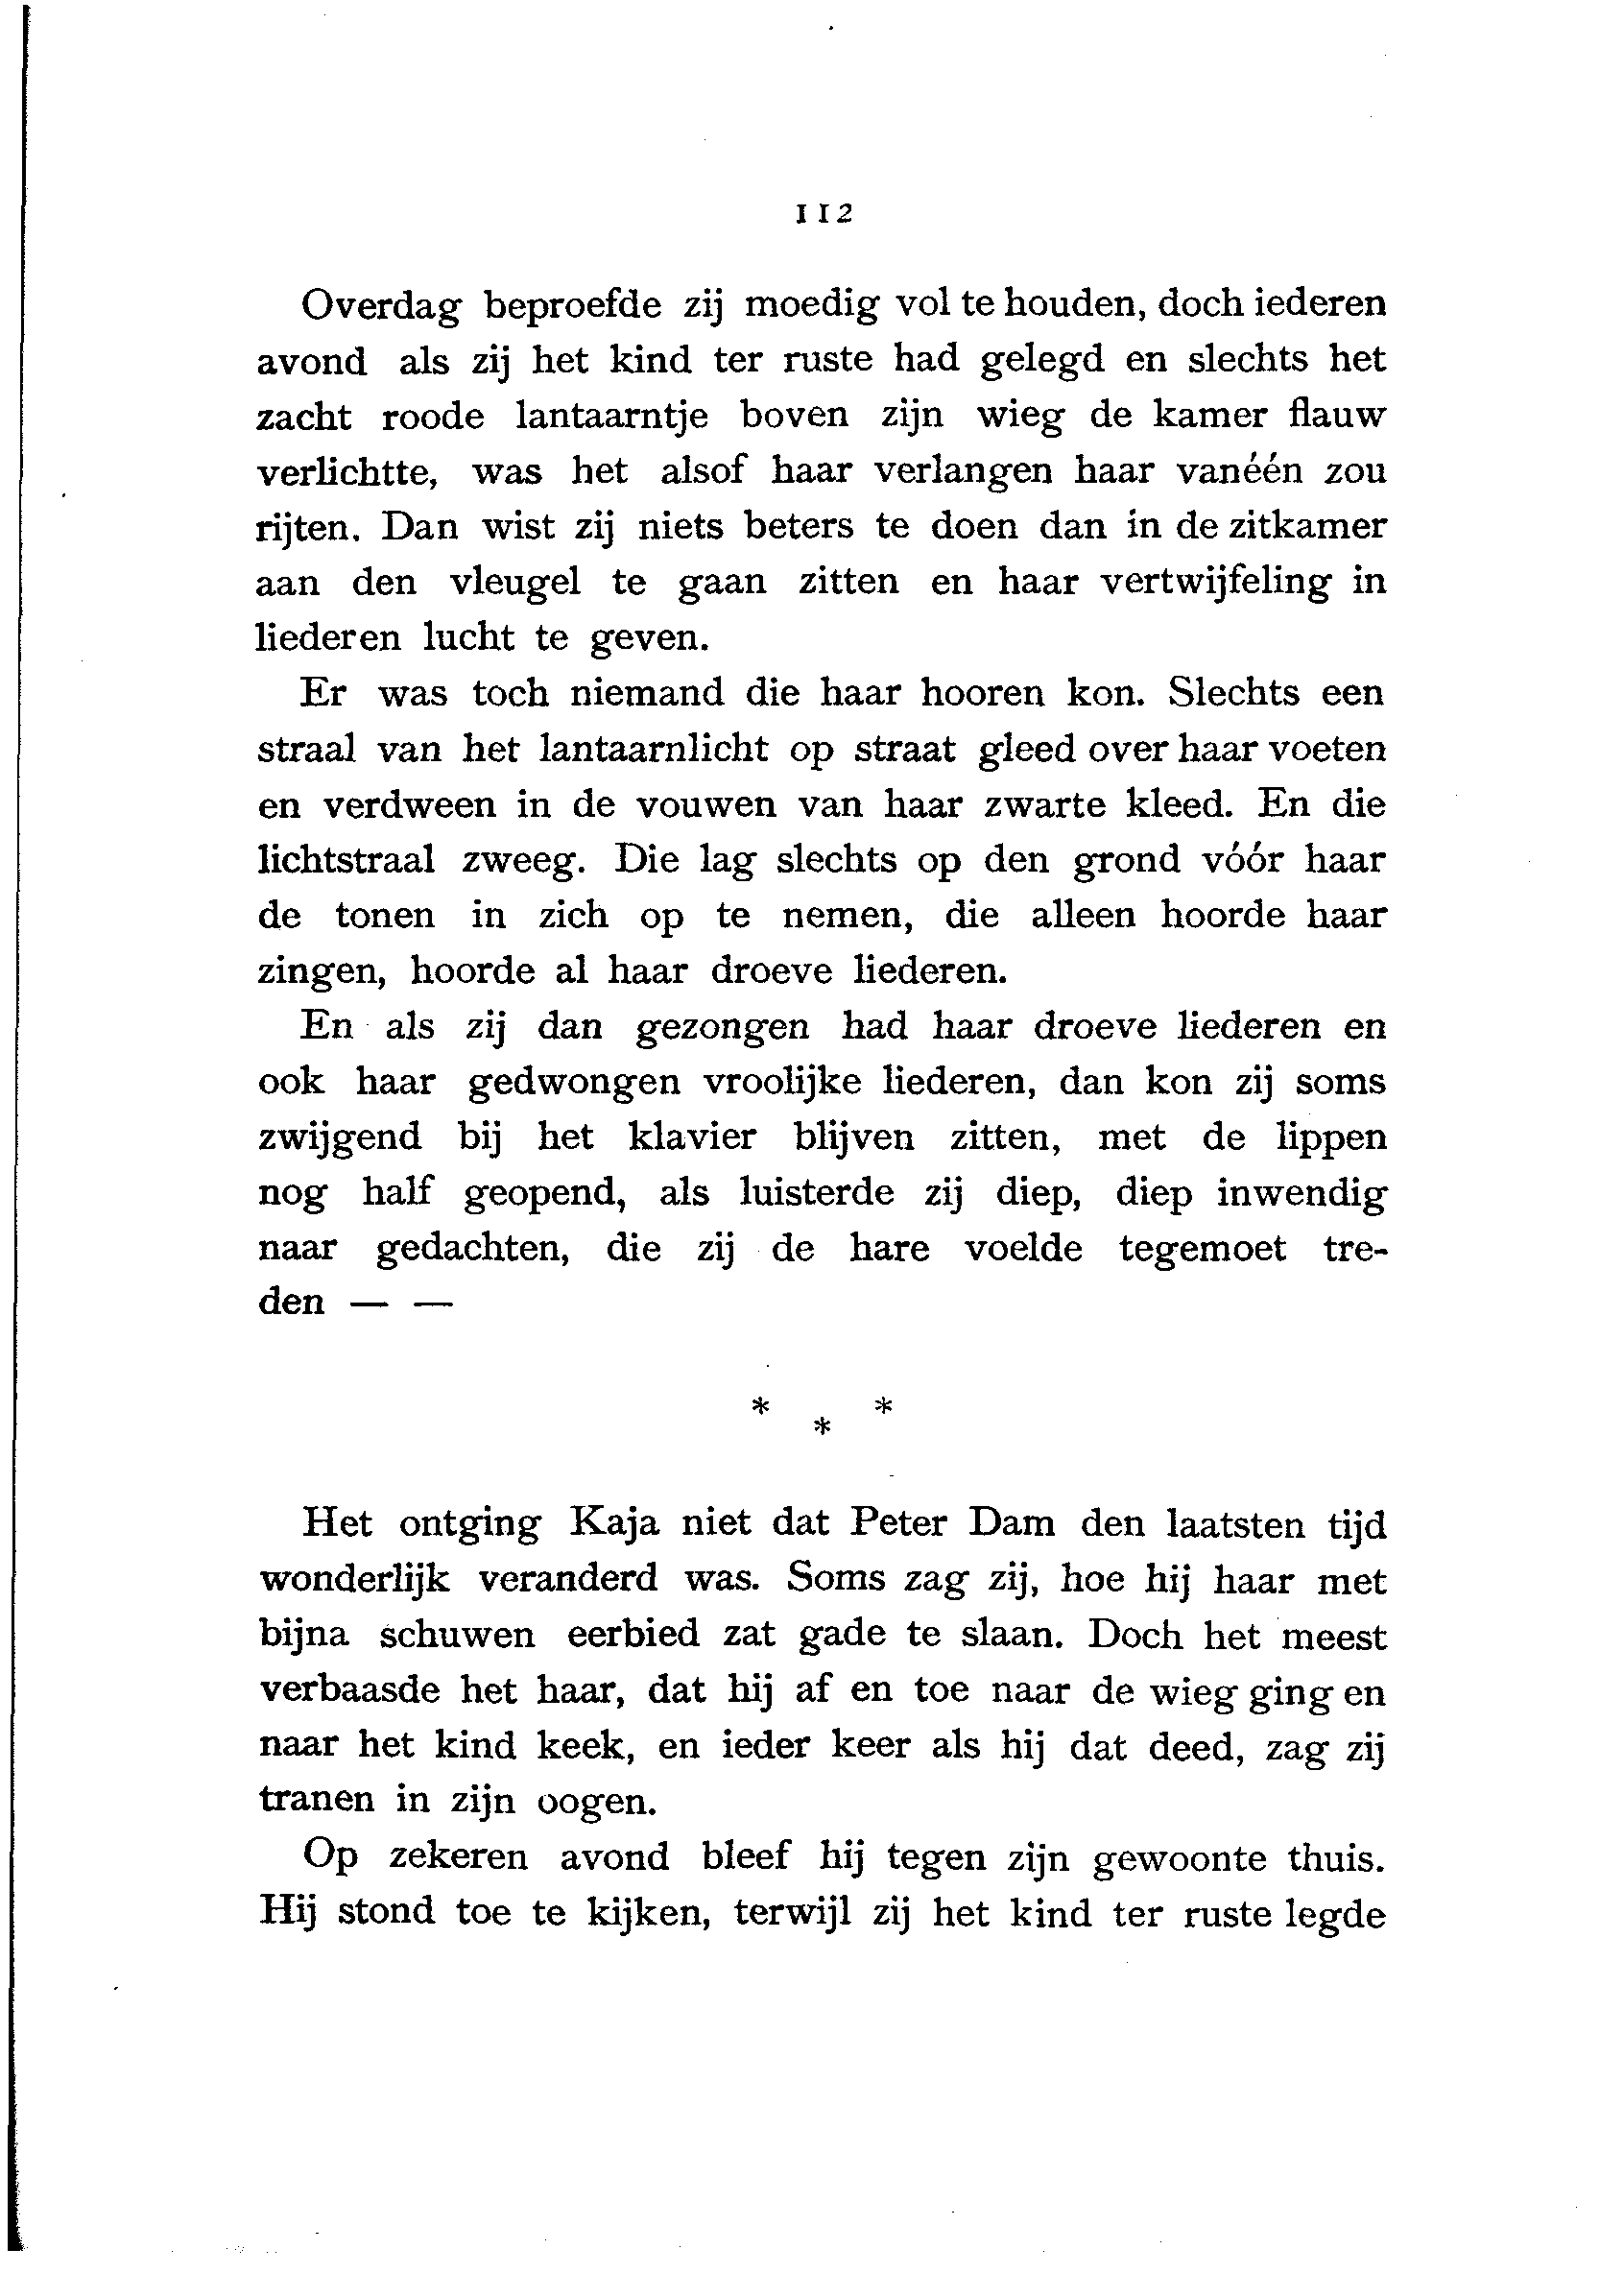 112
Overdag beproefde zij moedig vol te houden, doch iederen
avond als zij het kind ter ruste had gelegd en slechts het
zacht roode lantaarntje boven zijn wieg de kamer flauw
verlichtte, was het alsof haar verlangen haar vanéén zou
rijten. Dan wist zij niets beters te doen dan in de zitkamer
aan den vleugel te gaan zitten en haar vertwijfeling in
liederen lucht te geven.
Er was toch niemand die haar hooren kon. Slechts een
straal van het lantaarnlicht op straat gleed over haar voeten
en verdween in de vouwen van haar zwarte kleed. En die
lichtstraal zweeg. Die lag slechts op den grond vóór haar
de tonen in zich op te nemen, die alleen hoorde haar
zingen, hoorde al haar droeve liederen.
En als zij dan gezongen had haar droeve liederen en
ook haar gedwongen vroolijke liederen, dan kon zij soms
zwijgend bij het klavier blijven zitten, met de lippen
nog half geopend, als luisterde zij diep, diep inwendig
naar gedachten, die zij de hare voelde tegemoet tre-
den — —
* * *
Het ontging Kaja niet dat Peter Dam den laatsten tijd
wonderlijk veranderd was. Soms zag zij, hoe hij haar met
bijna schuwen eerbied zat gade te slaan. Doch het meest
verbaasde het haar, dat hij af en toe naar de wieg ging en
naar het kind keek, en ieder keer als hij dat deed, zag zij
tranen in zijn oogen.
Op zekeren avond bleef hij tegen zijn gewoonte thuis.
Hij stond toe te kijken, terwijl zij het kind ter ruste legde